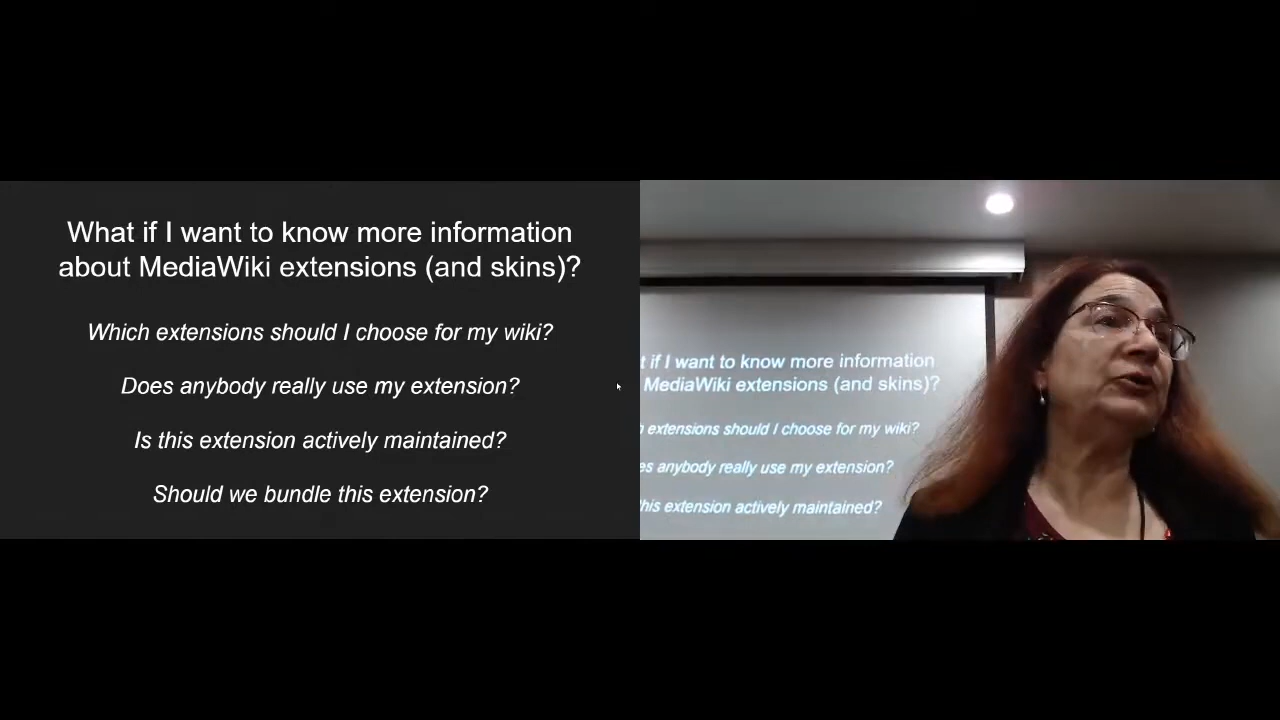 What if I want to know more information
about MediaWiki extensions (and skins)?
Which extensions should I choose for my wiki?
Does anybody really use my extension?
Is this extension actively maintained?
Should we bundle this extension?
if I want to know more information
MediaWiki extensions (and skins)?
extensions should I choose for my wiki?
anybody really use my extension?
this extension actively maintained?